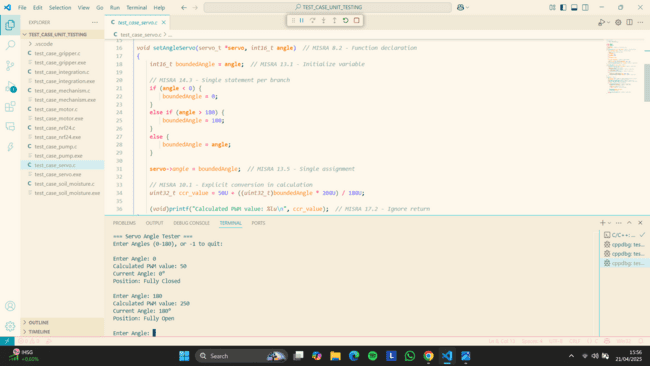 File Edit Selection View Go Run Terminal Help
TEST_CASE_UNIT_TESTING
EXPLORER
test_case_servo.c
TEST_CASE_UNIT_TESTING
.vscode
test_case_gripper.c
test_case_gripper.exe
test_case_integration.c
test_case_integration.exe
test_case_mechanism.c
test_case_mechanism.exe
test_case_motor.c
test_case_motor.exe
test_case_nrf24.c
test_case_nrf24.exe
test_case_pump.c
test_case_pump.exe
test_case_servo.c
test_case_servo.exe
test_case_soil_moisture.c
test_case_soil_moisture.exe
OUTLINE
TIMELINE
test_case_servo.c > ...
15
16 void setAngleServo(servo_t *servo, int16_t angle) // MISRA 8.2 - Function declaration
17 {
18 int16_t boundedAngle = angle; // MISRA 13.1 - Initialize variable
19
20 // MISRA 14.3 - Single statement per branch
21 if (angle < 0) {
22 boundedAngle = 0;
23 }
24 else if (angle > 180) {
25 boundedAngle = 180;
26 }
27 else {
28 boundedAngle = angle;
29 }
30
31 servo->angle = boundedAngle; // MISRA 13.5 - Single assignment
32
33 // MISRA 10.1 - Explicit conversion in calculation
34 uint32_t ccr_value = 50U + ((uint32_t)boundedAngle * 200U) / 180U;
35
36 (void)printf("Calculated PWM value: %lu\n", ccr_value); // MISRA 17.2 - Ignore return
PROBLEMS OUTPUT DEBUG CONSOLE TERMINAL PORTS
=== Servo Angle Tester ===
Enter Angles (0-180), or -1 to quit:
Enter Angle: 0
Calculated PWM value: 50
Current Angle: 0°
Position: Fully Closed
Enter Angle: 180
Calculated PWM value: 250
Current Angle: 180°
Position: Fully Open
Enter Angle:
C/C++: ...
cppdbg: tes...
cppdbg: tes...
cppdbg: tes...
IHSG
+0.60%
Search
15:56
21/04/2025